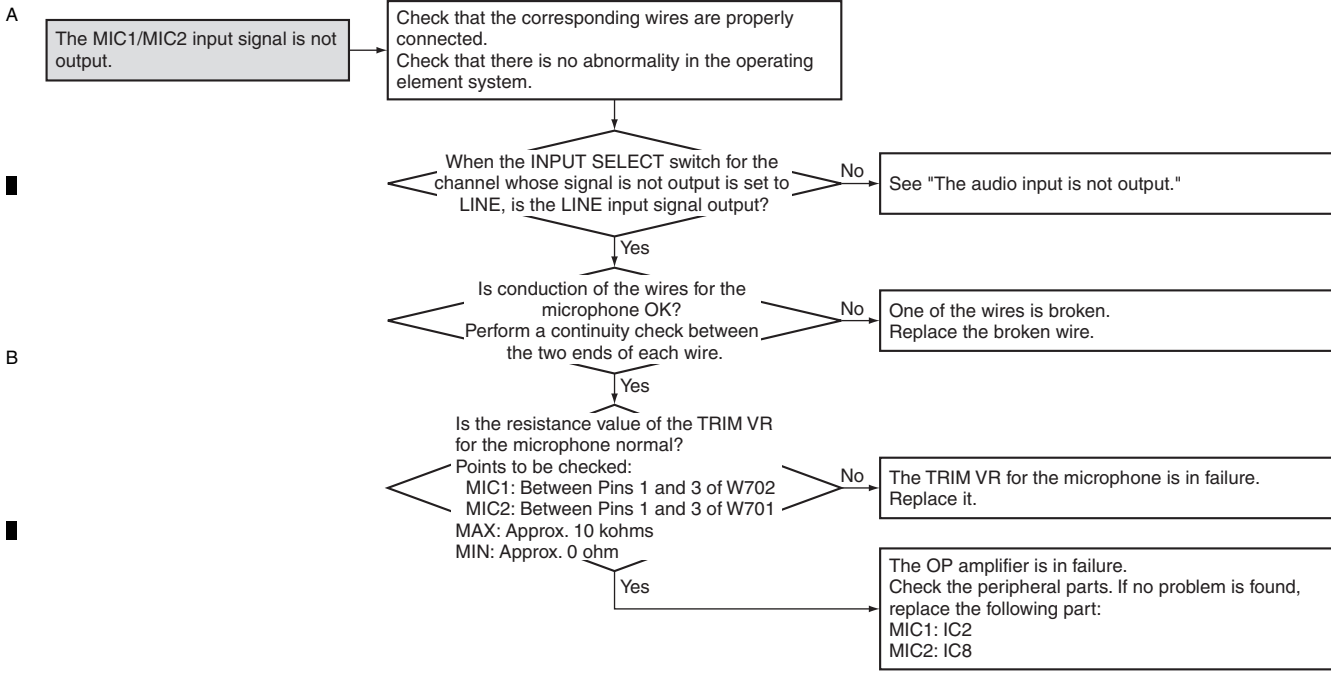 A
The MIC1/MIC2 input signal is not
output.
Check that the corresponding wires are properly
connected.
Check that there is no abnormality in the operating
element system.
When the INPUT SELECT switch for the
channel whose signal is not output is set to
LINE, is the LINE input signal output?
No
See "The audio input is not output."
Yes
Is conduction of the wires for the
microphone OK?
Perform a continuity check between
the two ends of each wire.
No
One of the wires is broken.
Replace the broken wire.
B
Yes
Is the resistance value of the TRIM VR
for the microphone normal?
Points to be checked:
MIC1: Between Pins 1 and 3 of W702
MIC2: Between Pins 1 and 3 of W701
MAX: Approx. 10 kohms
MIN: Approx. 0 ohm
No
The TRIM VR for the microphone is in failure.
Replace it.
Yes
The OP amplifier is in failure.
Check the peripheral parts. If no problem is found,
replace the following part:
MIC1: IC2
MIC2: IC8